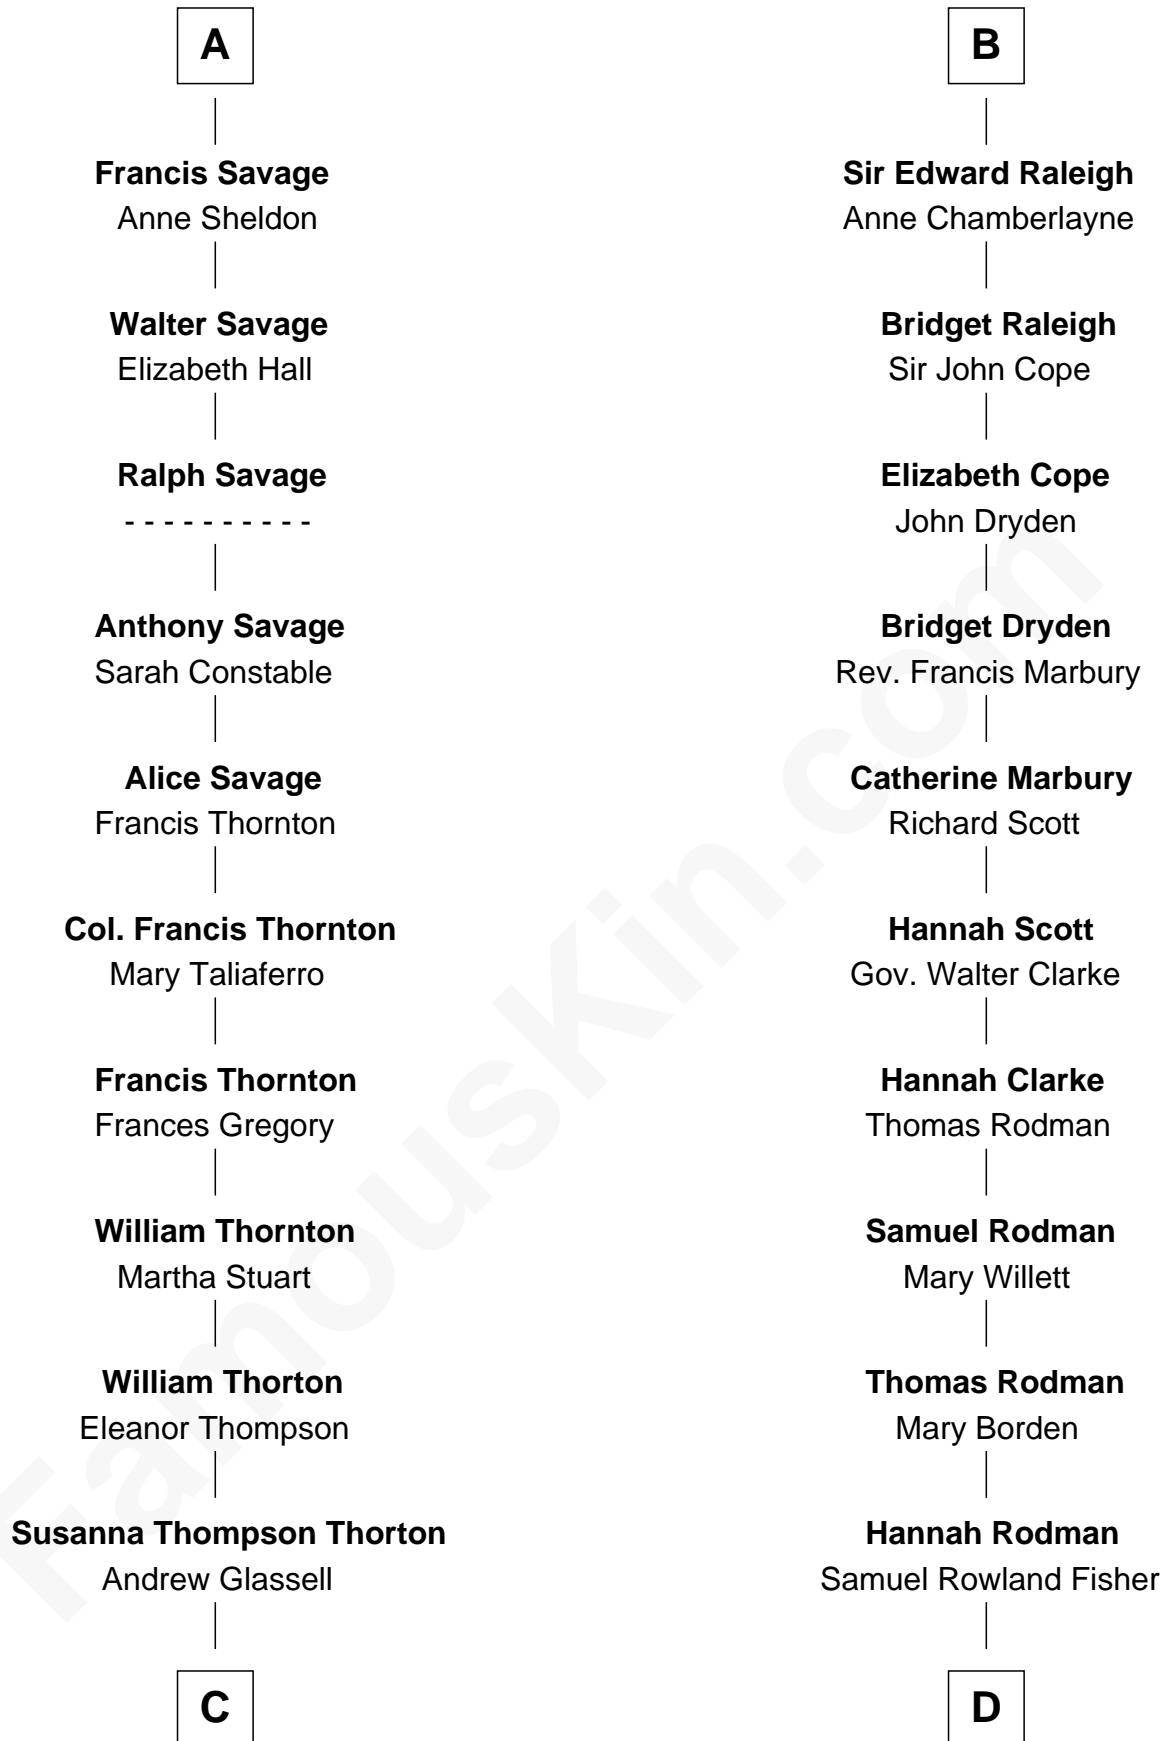 A
Francis Savage
Anne Sheldon
Walter Savage
Elizabeth Hall
Ralph Savage
- - - - - - - - - -
Anthony Savage
Sarah Constable
Alice Savage
Francis Thornton
Col. Francis Thornton
Mary Taliaferro
Francis Thornton
Frances Gregory
William Thornton
Martha Stuart
William Thorton
Eleanor Thompson
Susanna Thompson Thorton
Andrew Glassell
C
B
Sir Edward Raleigh
Anne Chamberlayne
Bridget Raleigh
Sir John Cope
Elizabeth Cope
John Dryden
Bridget Dryden
Rev. Francis Marbury
Catherine Marbury
Richard Scott
Hannah Scott
Gov. Walter Clarke
Hannah Clarke
Thomas Rodman
Samuel Rodman
Mary Willett
Thomas Rodman
Mary Borden
Hannah Rodman
Samuel Rowland Fisher
D
FamousKin.com